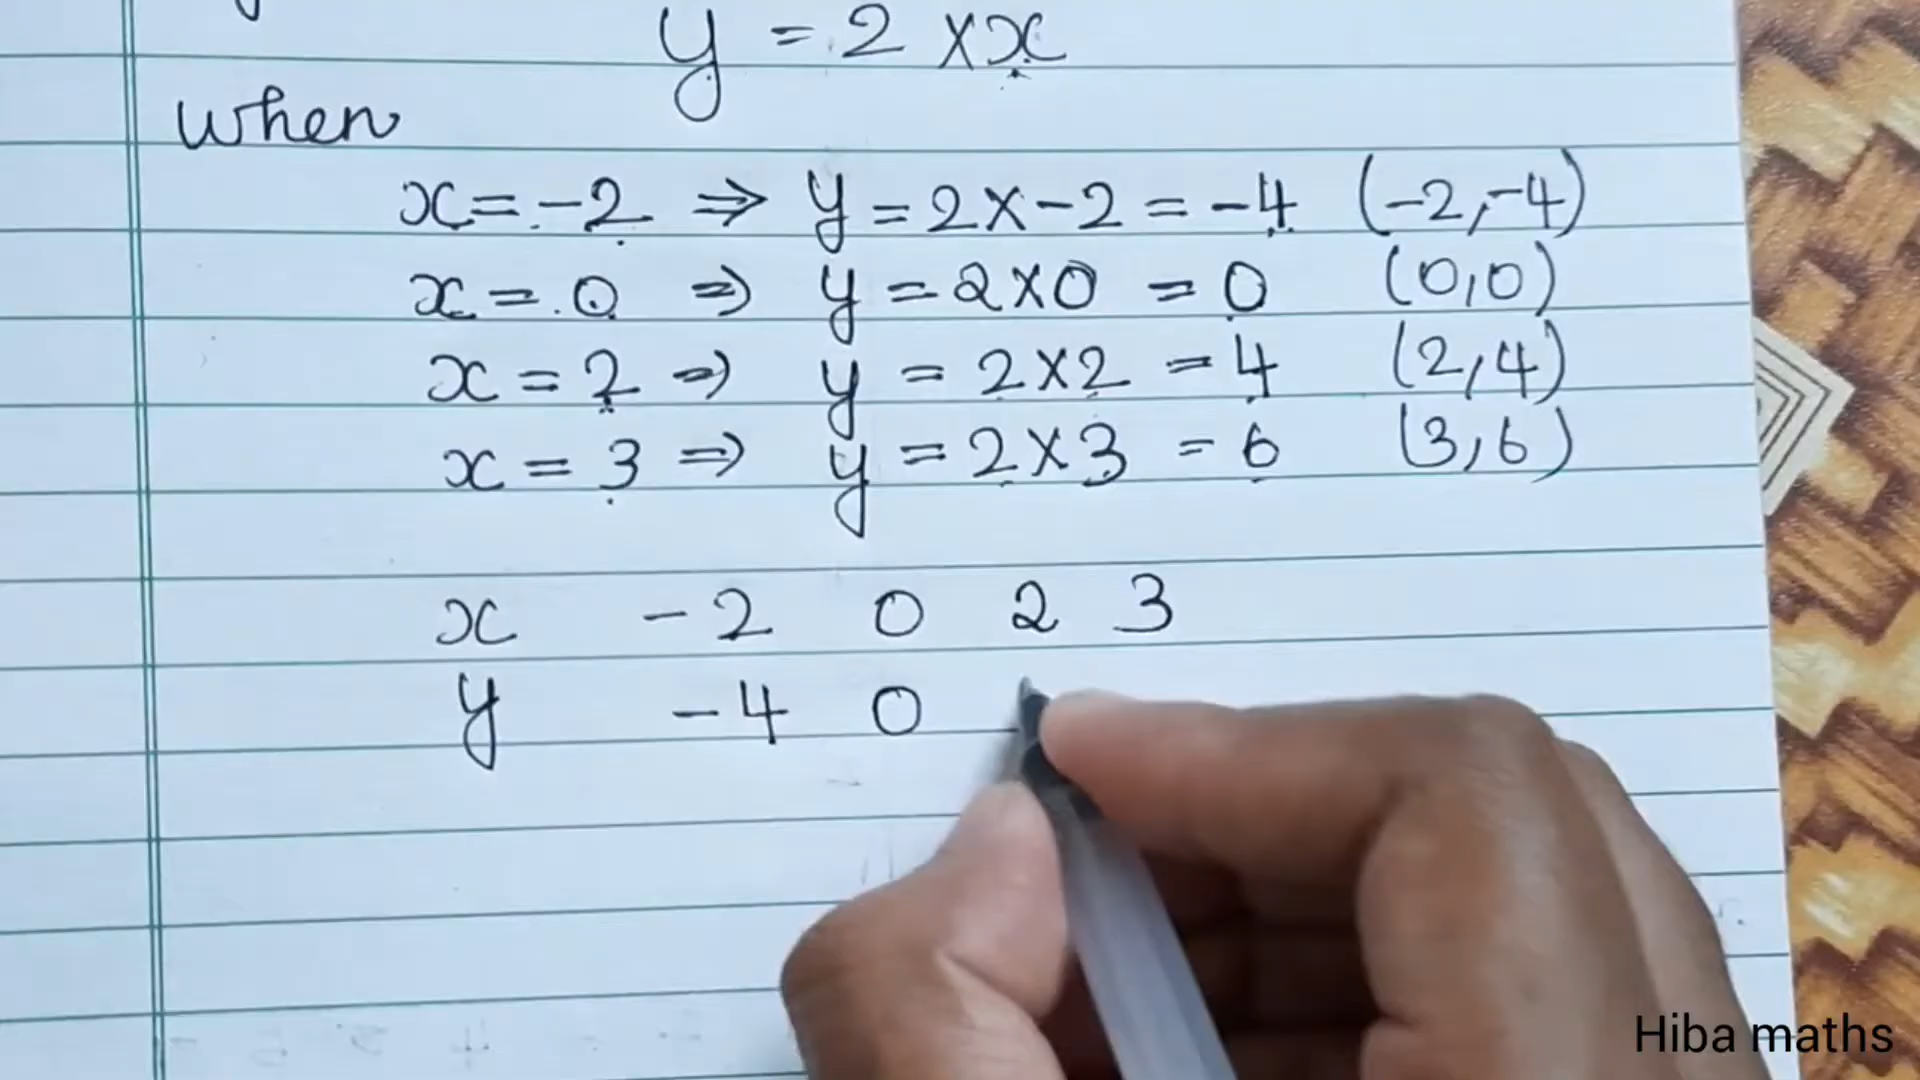 y = 2 × x
when
x = -2 ⇒ y = 2 × -2 = -4 (-2, -4)
x = 0 ⇒ y = 2 × 0 = 0 (0, 0)
x = 2 ⇒ y = 2 × 2 = 4 (2, 4)
x = 3 ⇒ y = 2 × 3 = 6 (3, 6)
x -2 0 2 3
y -4 0
Hiba maths